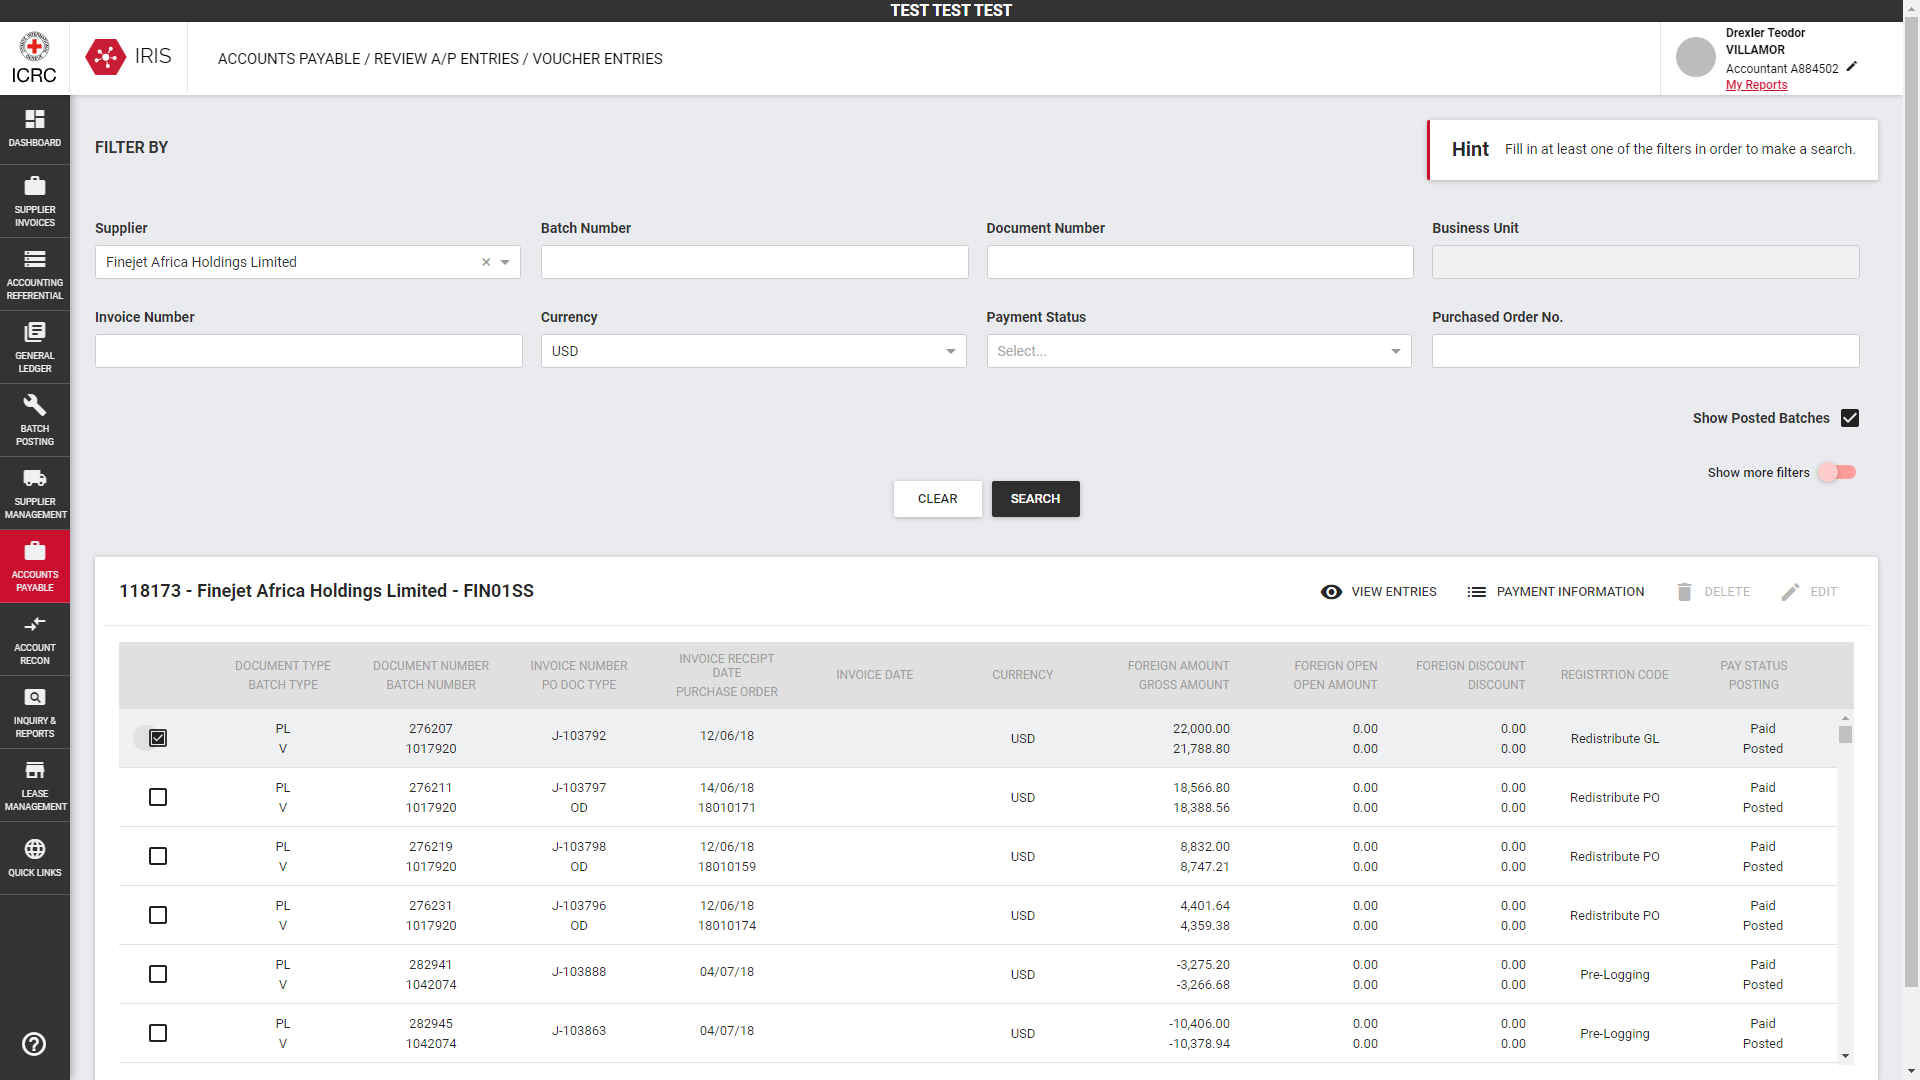 TEST TEST TEST
ICRC
IRIS
ACCOUNTS PAYABLE / REVIEW A/P ENTRIES / VOUCHER ENTRIES
Drexler Teodor
VILLAMOR
Accountant A884502
My Reports
DASHBOARD
SUPPLIER
INVOICES
ACCOUNTING
REFERENTIAL
GENERAL
LEDGER
BATCH
POSTING
SUPPLIER
MANAGEMENT
ACCOUNTS
PAYABLE
ACCOUNT
RECON
INQUIRY &
REPORTS
LEASE
MANAGEMENT
QUICK LINKS
FILTER BY
Hint Fill in at least one of the filters in order to make a search.
Supplier Batch Number Document Number Business Unit
Finejet Africa Holdings Limited
Invoice Number Currency Payment Status Purchased Order No.
USD Select...
Show Posted Batches
Show more filters
CLEAR SEARCH
118173 - Finejet Africa Holdings Limited - FIN01SS
VIEW ENTRIES PAYMENT INFORMATION DELETE EDIT
DOCUMENT TYPE
BATCH TYPE
DOCUMENT NUMBER
BATCH NUMBER
INVOICE NUMBER
PO DOC TYPE
INVOICE RECEIPT
DATE
PURCHASE ORDER
INVOICE DATE
CURRENCY
FOREIGN AMOUNT
GROSS AMOUNT
FOREIGN OPEN
OPEN AMOUNT
FOREIGN DISCOUNT
DISCOUNT
REGISTRTION CODE
PAY STATUS
POSTING
PL 276207 J-103792 12/06/18 USD 22,000.00 0.00 0.00 Redistribute GL Paid
V 1017920 21,788.80 0.00 0.00 Posted
PL 276211 J-103797 14/06/18 USD 18,566.80 0.00 0.00 Redistribute PO Paid
V 1017920 OD 18010171 18,388.56 0.00 0.00 Posted
PL 276219 J-103798 12/06/18 USD 8,832.00 0.00 0.00 Redistribute PO Paid
V 1017920 OD 18010159 8,747.21 0.00 0.00 Posted
PL 276231 J-103796 12/06/18 USD 4,401.64 0.00 0.00 Redistribute PO Paid
V 1017920 OD 18010174 4,359.38 0.00 0.00 Posted
PL 282941 J-103888 04/07/18 USD -3,275.20 0.00 0.00 Pre-Logging Paid
V 1042074 -3,266.68 0.00 0.00 Posted
PL 282945 J-103863 04/07/18 USD -10,406.00 0.00 0.00 Pre-Logging Paid
V 1042074 -10,378.94 0.00 0.00 Posted